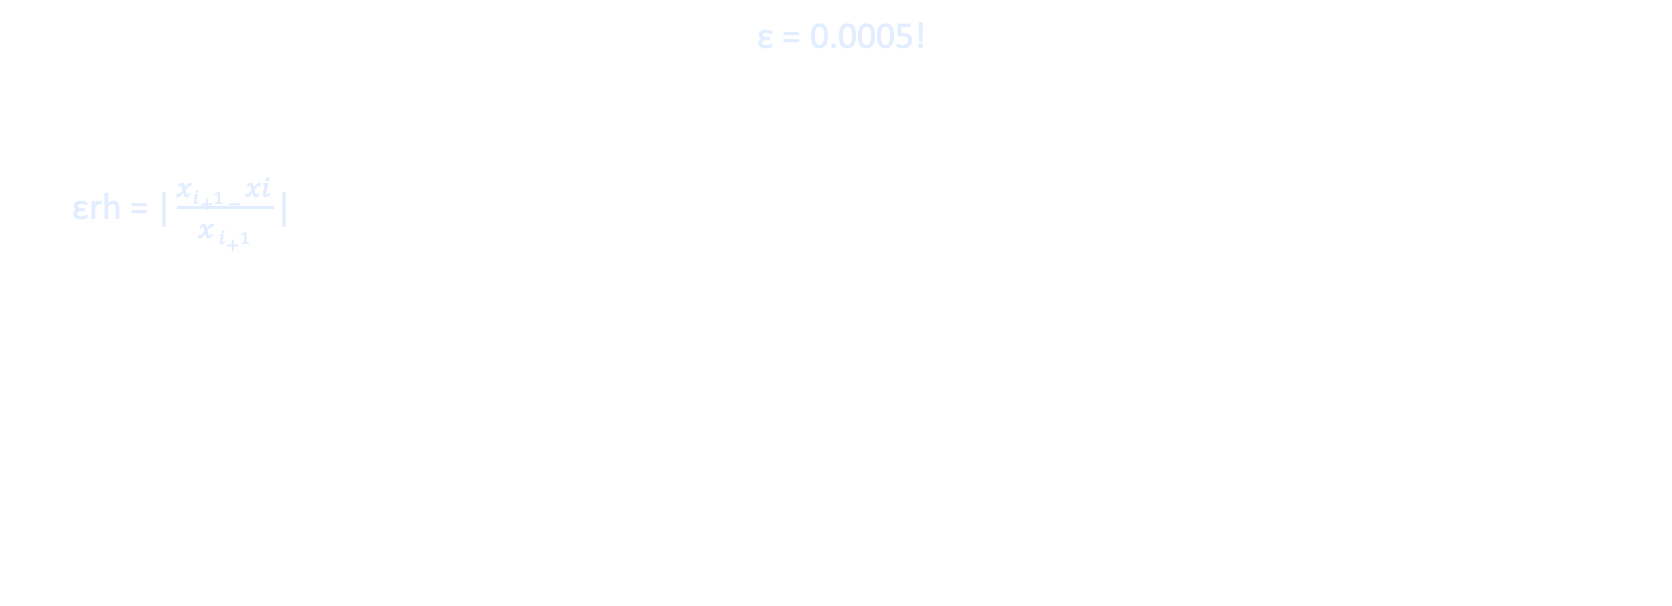 ε = 0.0005!
εrh = | x_{i+1} − xi / x_{i+1} |